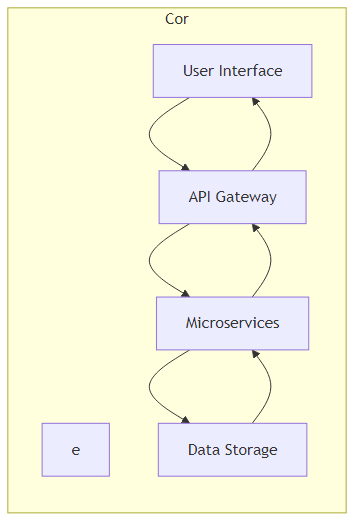 Cor
User Interface
API Gateway
Microservices
e
Data Storage